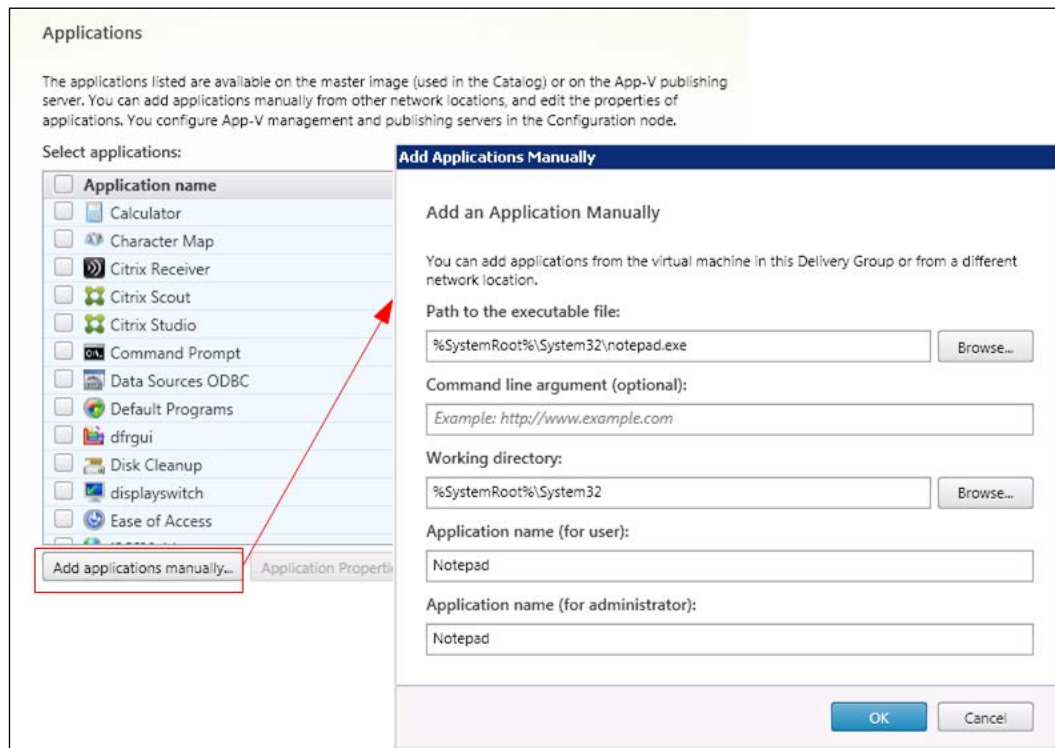 Applications
The applications listed are available on the master image (used in the Catalog) or on the App-V publishing
server. You can add applications manually from other network locations, and edit the properties of
applications. You configure App-V management and publishing servers in the Configuration node.
Select applications:
Application name
Calculator
Character Map
Citrix Receiver
Citrix Scout
Citrix Studio
Command Prompt
Data Sources ODBC
Default Programs
dfrgui
Disk Cleanup
displayswitch
Ease of Access
Add applications manually...
Application
Add Applications Manually
Add an Application Manually
You can add applications from the virtual machine in this Delivery Group or from a different
network location.
Path to the executable file:
%SystemRoot%\System32\notepad.exe
Browse...
Command line argument (optional):
Example: http://www.example.com
Working directory:
%SystemRoot%\System32
Browse...
Application name (for user):
Notepad
Application name (for administrator):
Notepad
OK
Cancel